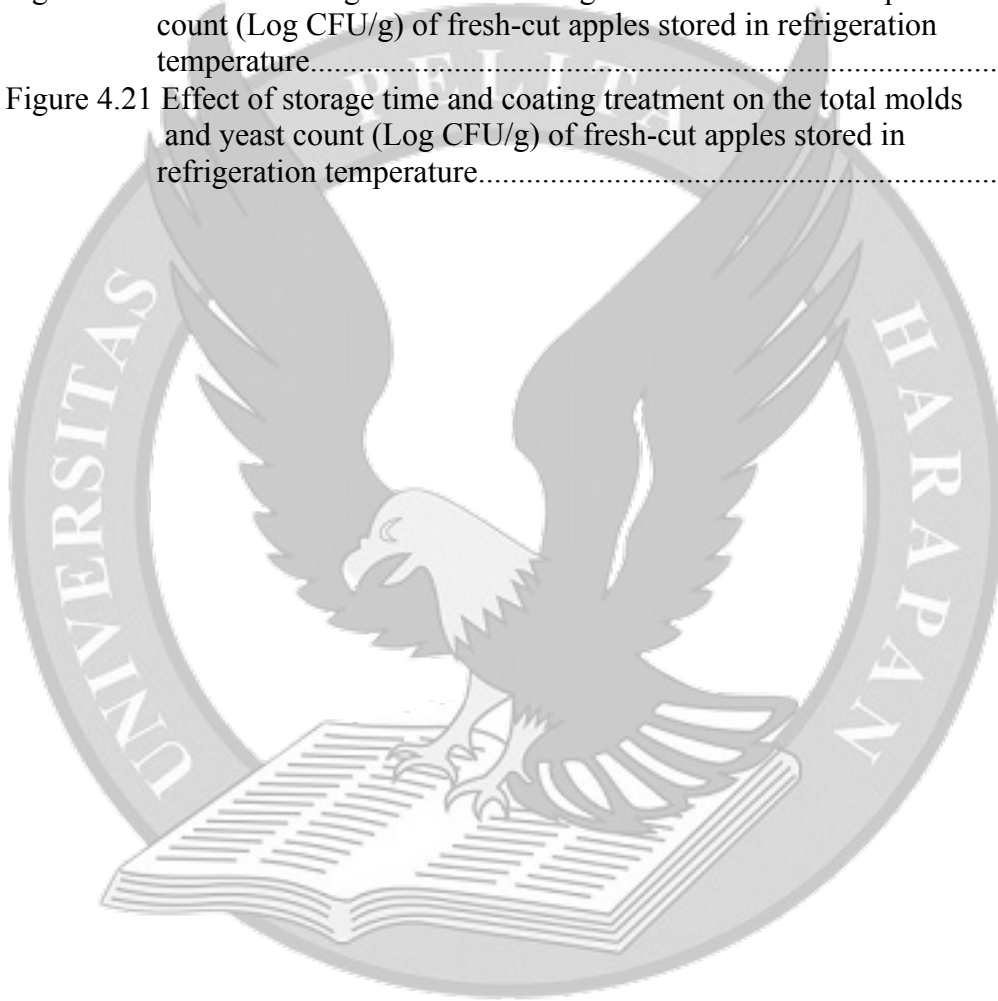 count (Log CFU/g) of fresh-cut apples stored in refrigeration
temperature.....................................................................................
Figure 4.21 Effect of storage time and coating treatment on the total molds
and yeast count (Log CFU/g) of fresh-cut apples stored in
refrigeration temperature.................................................................
UNIVERSITAS PELITA HARAPAN